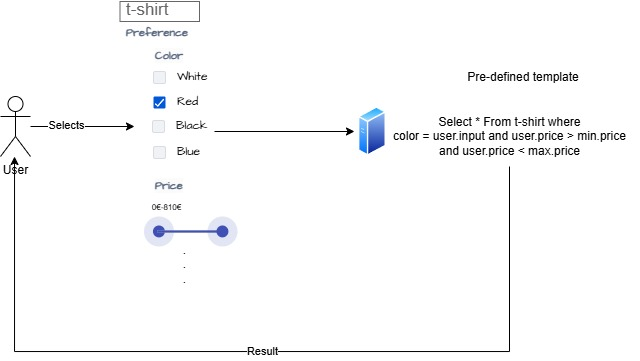 t-shirt
Preference
Color
White
Red
Black
Blue
Price
0€-810€
.
.
.
User
Selects
Pre-defined template
Select * From t-shirt where
color = user.input and user.price > min.price
and user.price < max.price
Result